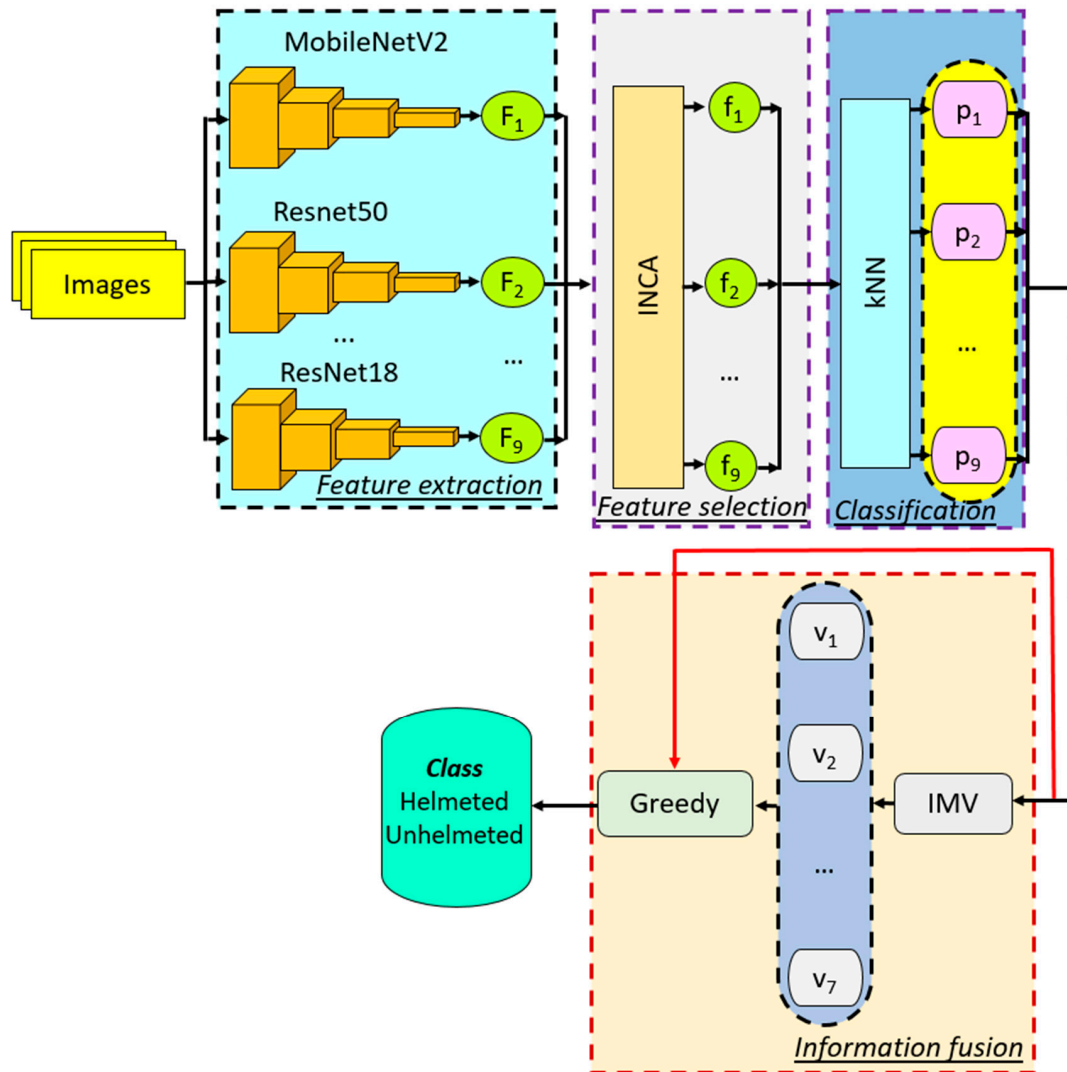 MobileNetV2
F1
Resnet50
F2
...
...
ResNet18
F9
Feature extraction
Images
INCA
f1
f2
...
f9
Feature selection
kNN
p1
p2
...
p9
Classification
v1
v2
...
v7
IMV
Greedy
Information fusion
Class
Helmeted
Unhelmeted